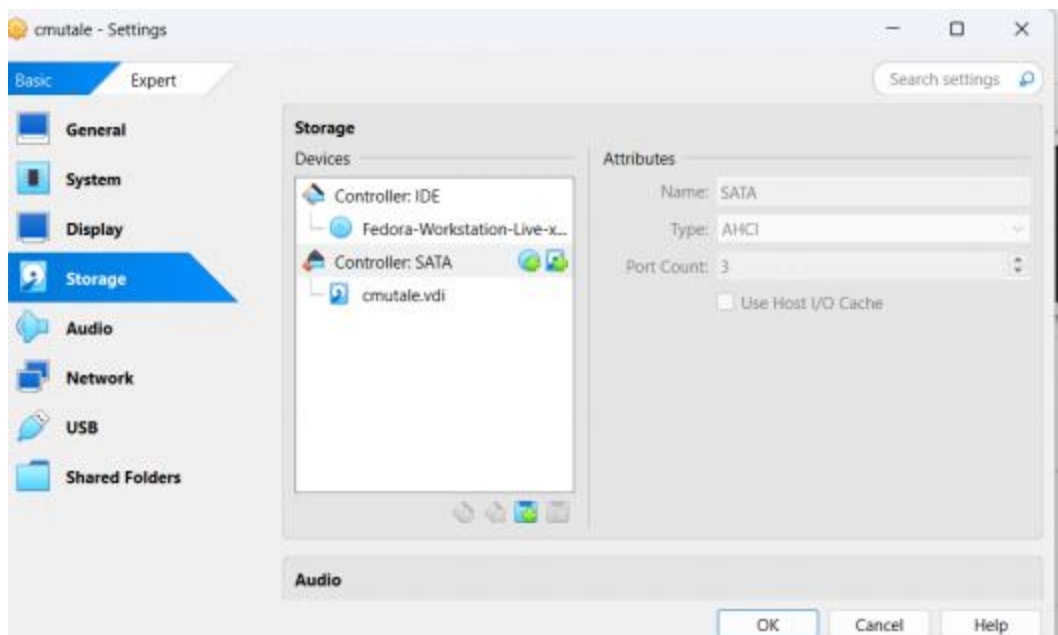 cmutale - Settings
Basic Expert Search settings
General
System
Display
Storage
Audio
Network
USB
Shared Folders
Storage
Devices
Controller: IDE
Fedora-Workstation-Live-x...
Controller: SATA
cmutale.vdi
Attributes
Name: SATA
Type: AHCI
Port Count: 3
Use Host I/O Cache
Audio
OK Cancel Help